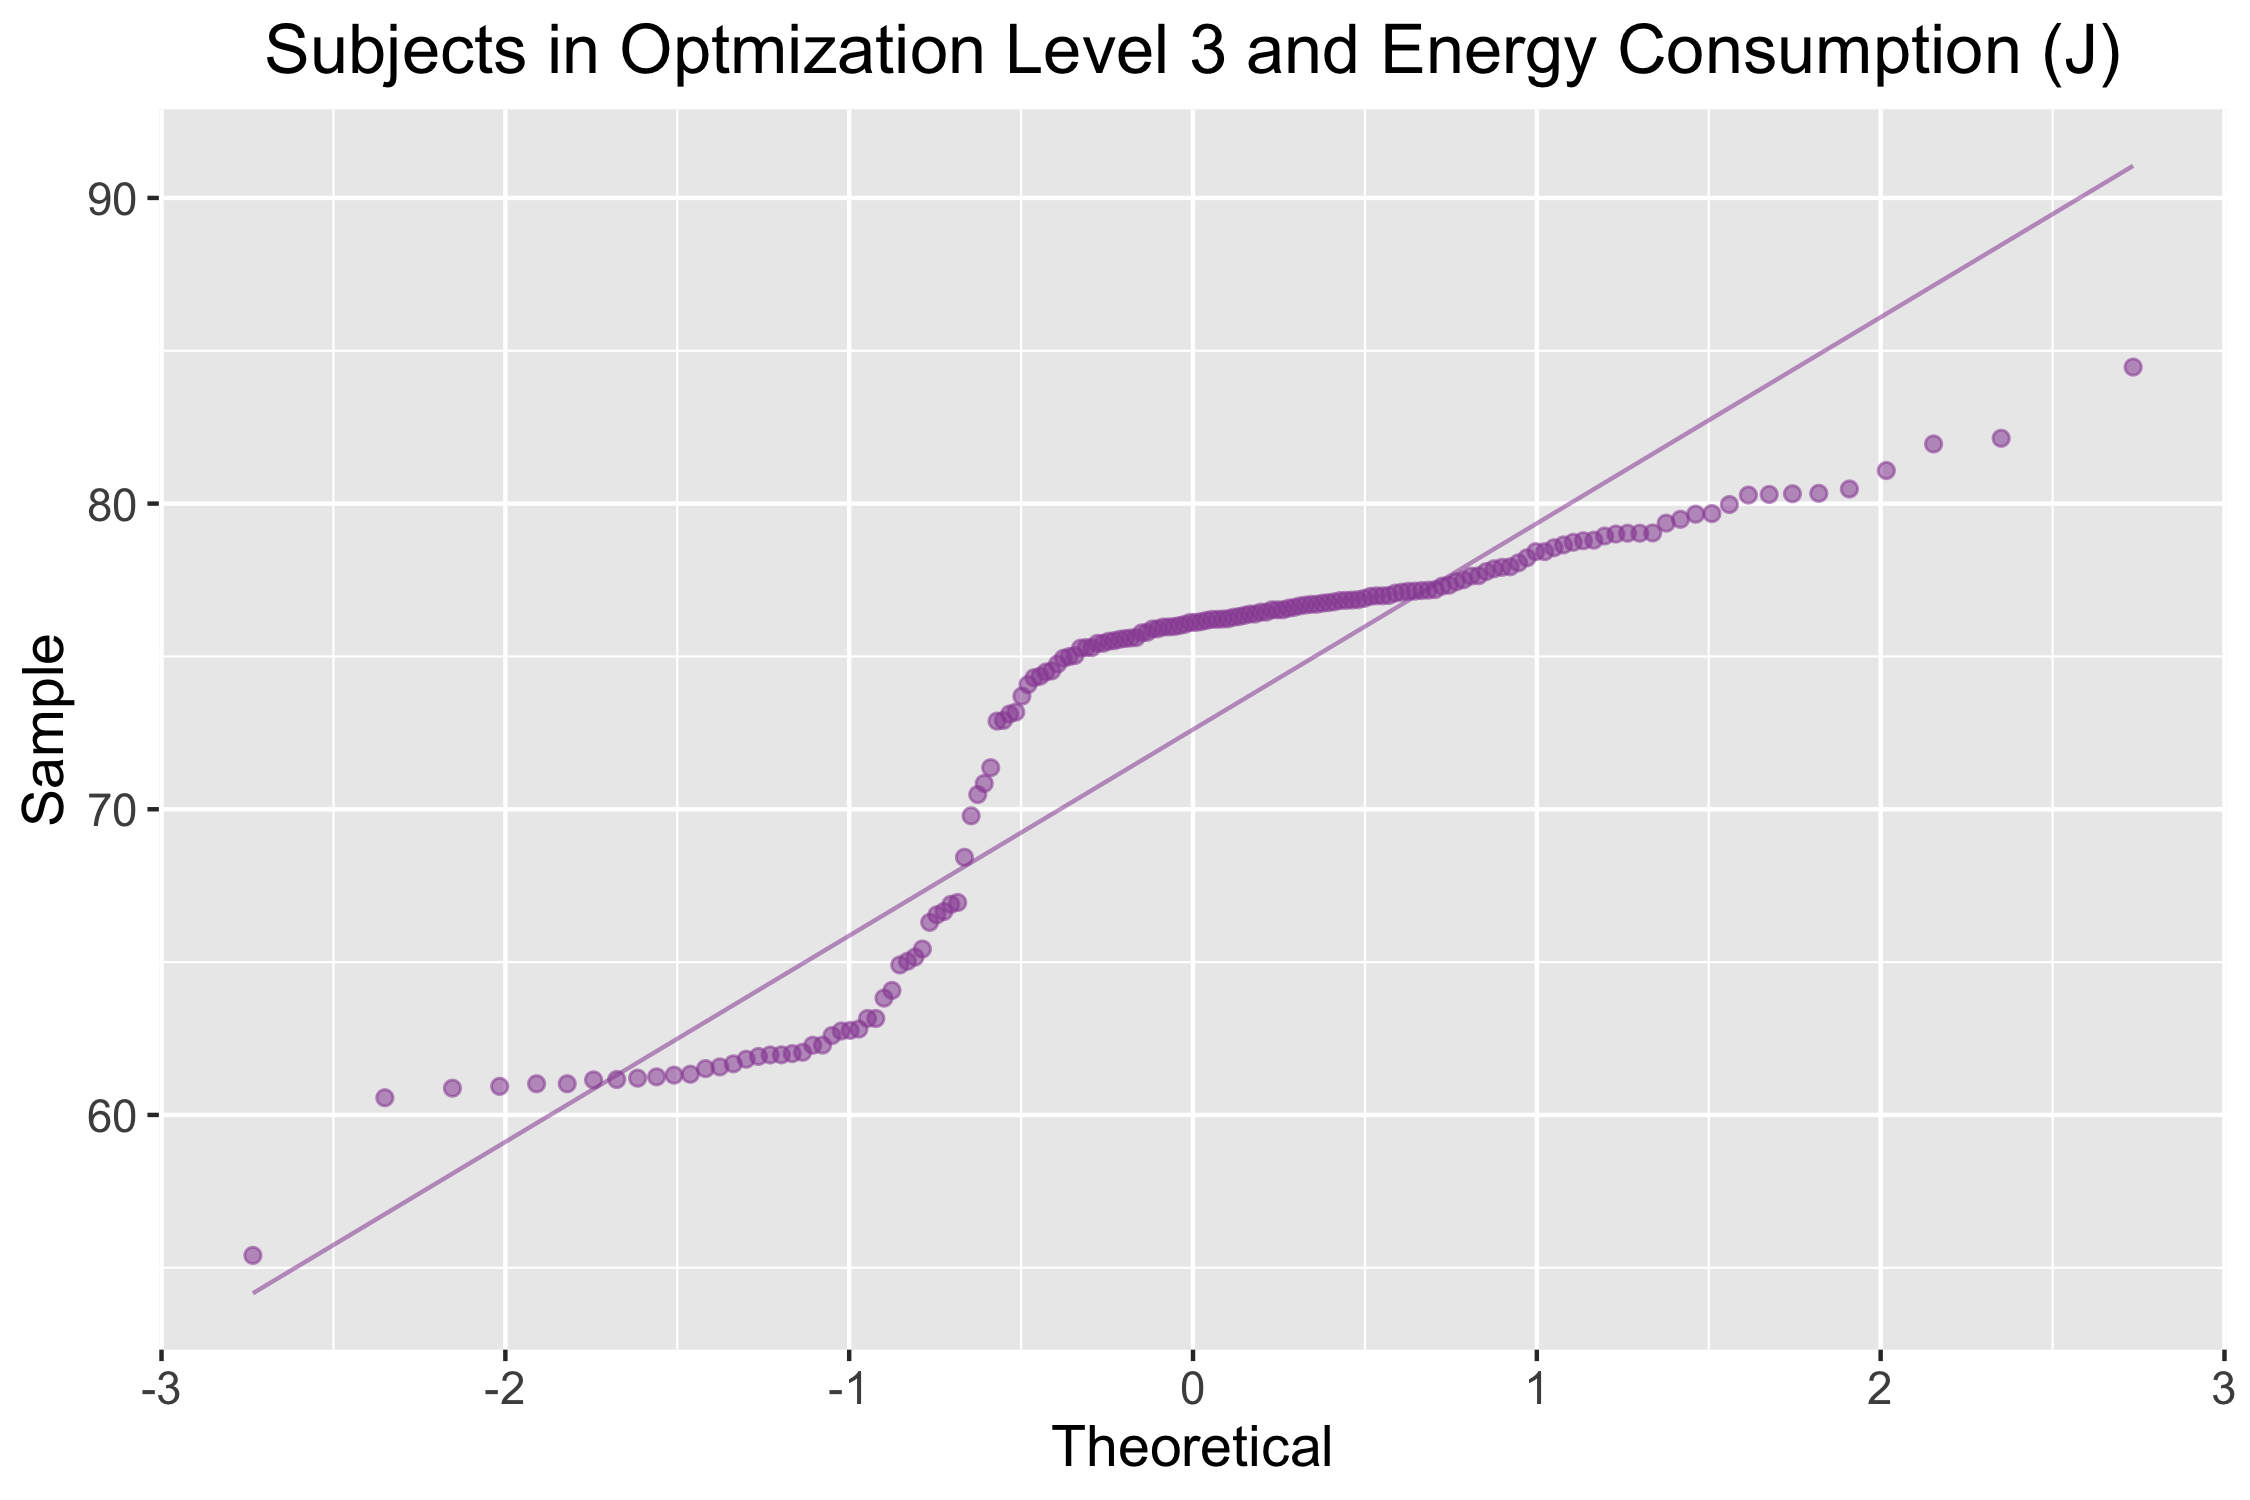 Subjects in Optmization Level 3 and Energy Consumption (J)
90
80
70
60
Sample
-3 -2 -1 0 1 2 3
Theoretical